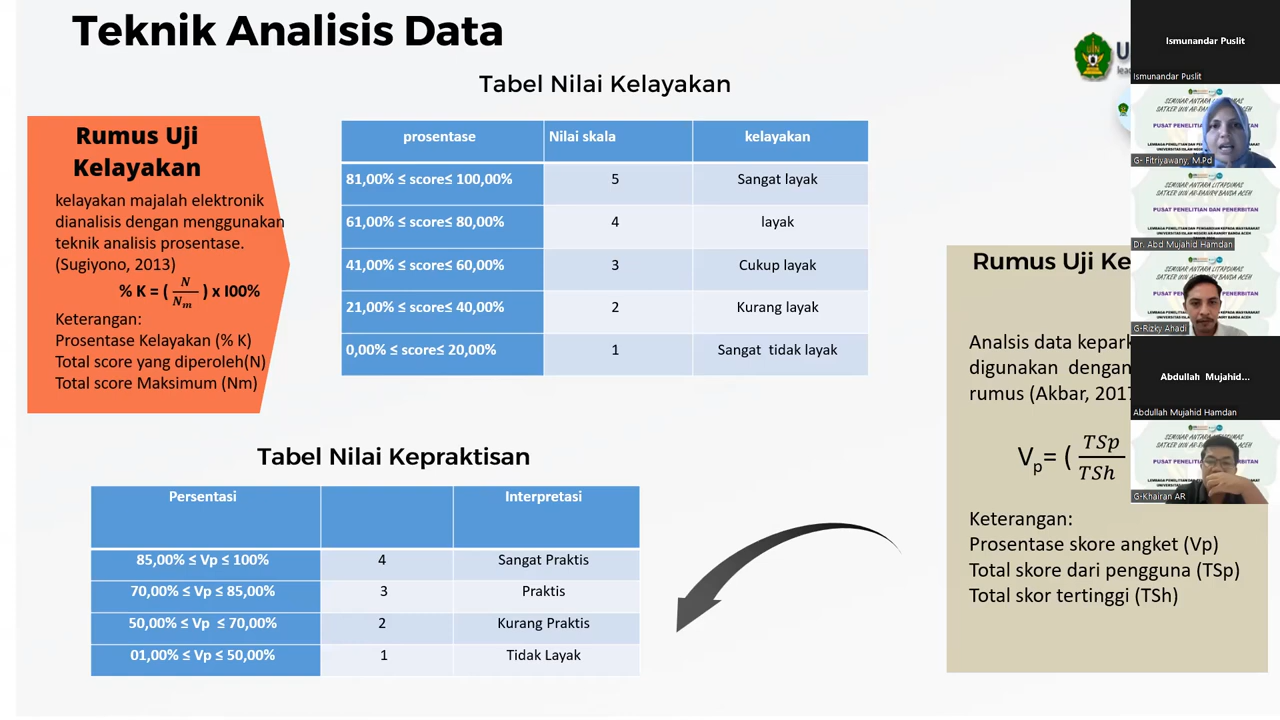 Teknik Analisis Data
Tabel Nilai Kelayakan
Rumus Uji
Kelayakan
kelayakan majalah elektronik
dianalisis dengan menggunakan
teknik analisis prosentase.
(Sugiyono, 2013)
% K = ( N/Nm ) x I00%
Keterangan:
Prosentase Kelayakan (% K)
Total score yang diperoleh(N)
Total score Maksimum (Nm)
prosentase Nilai skala kelayakan
81,00% ≤ score≤ 100,00% 5 Sangat layak
61,00% ≤ score≤ 80,00% 4 layak
41,00% ≤ score≤ 60,00% 3 Cukup layak
21,00% ≤ score≤ 40,00% 2 Kurang layak
0,00% ≤ score≤ 20,00% 1 Sangat tidak layak
Tabel Nilai Kepraktisan
Persentasi Interpretasi
85,00% ≤ Vp ≤ 100% 4 Sangat Praktis
70,00% ≤ Vp ≤ 85,00% 3 Praktis
50,00% ≤ Vp ≤ 70,00% 2 Kurang Praktis
01,00% ≤ Vp ≤ 50,00% 1 Tidak Layak
Rumus Uji Ke
Analsis data kepark
digunakan dengan
rumus (Akbar, 2017
Vp= ( TSp/TSh
Keterangan:
Prosentase skore angket (Vp)
Total skore dari pengguna (TSp)
Total skor tertinggi (TSh)
Ismunandar Puslit
Ismunandar Puslit
G- Fitriyawany, M.Pd
PUSAT PENELITIAN DAN PENERBITAN
Dr. Abd Mujahid Hamdan
G-Rizky Ahadi
Abdullah Mujahid...
Abdullah Mujahid Hamdan
G-Khairan AR